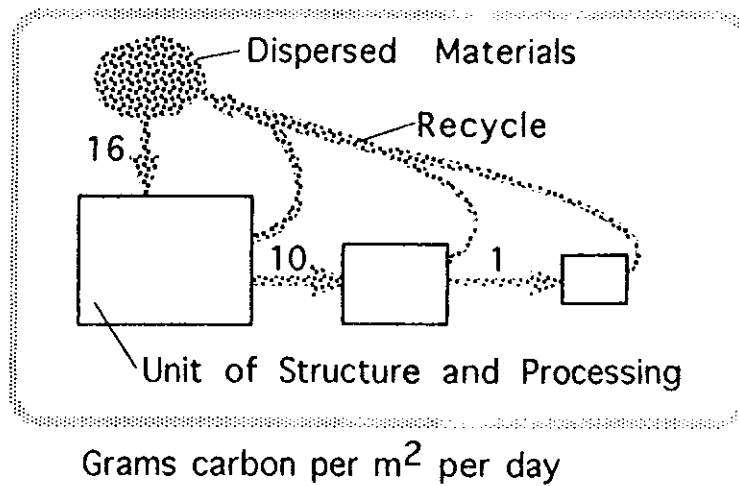 Dispersed Materials
Recycle
16
10
1
Unit of Structure and Processing
Grams carbon per m² per day